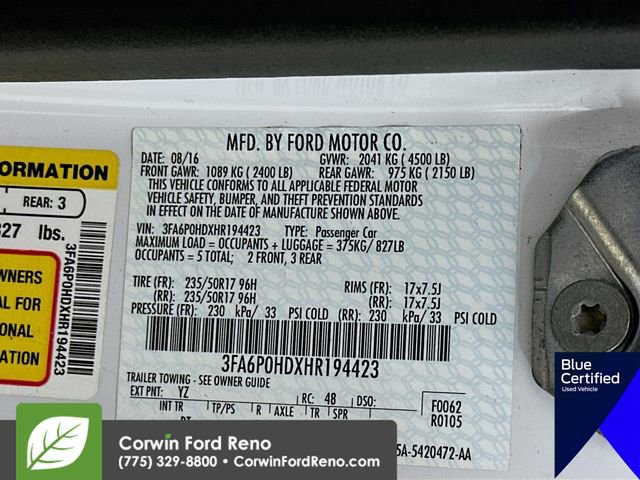 MFD. BY FORD MOTOR CO.
DATE: 08/16 GVWR: 2041 KG ( 4500 LB)
FRONT GAWR: 1089 KG ( 2400 LB) REAR GAWR: 975 KG ( 2150 LB)
THIS VEHICLE CONFORMS TO ALL APPLICABLE FEDERAL MOTOR
VEHICLE SAFETY, BUMPER, AND THEFT PREVENTION STANDARDS
IN EFFECT ON THE DATE OF MANUFACTURE SHOWN ABOVE.
VIN: 3FA6P0HDXHR194423 TYPE: Passenger Car
MAXIMUM LOAD = OCCUPANTS + LUGGAGE = 375KG/ 827LB
OCCUPANTS = 5 TOTAL; 2 FRONT, 3 REAR
TIRE (FR): 235/50R17 96H RIMS (FR): 17x7.5J
(RR): 235/50R17 96H (RR): 17x7.5J
PRESSURE (FR): 230 kPa/ 33 PSI COLD (RR): 230 kPa/33 PSI COLD
3FA6P0HDXHR194423
TRAILER TOWING - SEE OWNER GUIDE
EXT PNT: YZ RC: 48 DSO:
INT TR TP/PS R AXLE TR SPR
F0062
R0105
5A-5420472-AA
ORMATION
REAR: 3
827 lbs.
OWNERS
AL FOR
ONAL
3FA6P0HDXHR194423
Blue
Certified
Used Vehicle
Corwin Ford Reno
(775) 329-8800 • CorwinFordReno.com